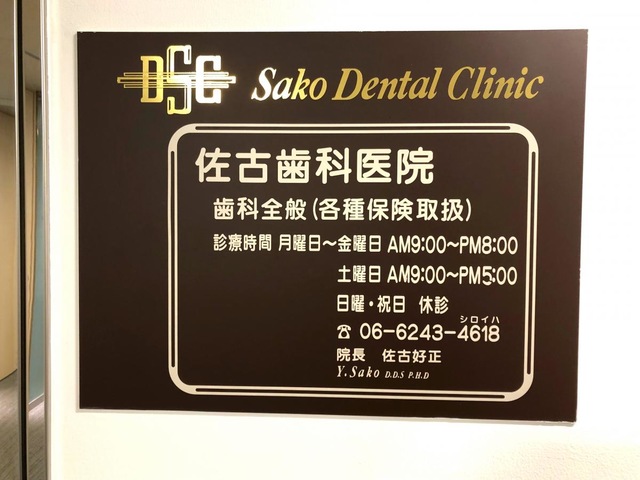 DSC Sako Dental Clinic
佐古歯科医院
歯科全般(各種保険取扱)
診療時間 月曜日～金曜日 AM9:00～PM8:00
土曜日 AM9:00～PM5:00
日曜・祝日 休診
シロイハ
☎ 06-6243-4618
院長 佐古好正
Y.Sako D.D.S P.H.D